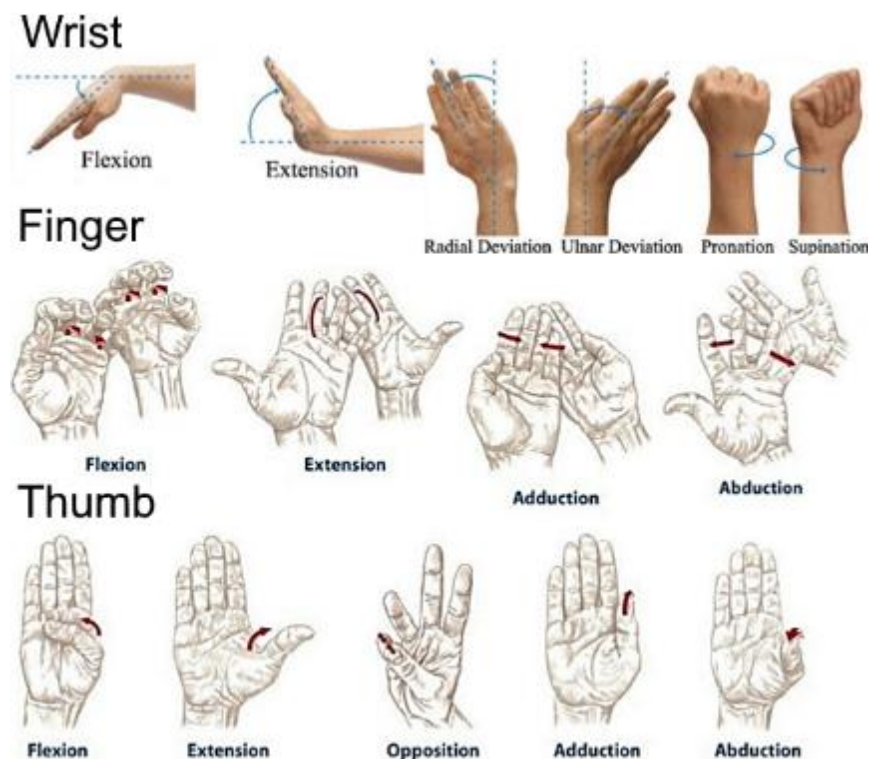 Wrist
Flexion
Extension
Radial Deviation
Ulnar Deviation
Pronation
Supination
Finger
Flexion
Extension
Adduction
Abduction
Thumb
Flexion
Extension
Opposition
Adduction
Abduction